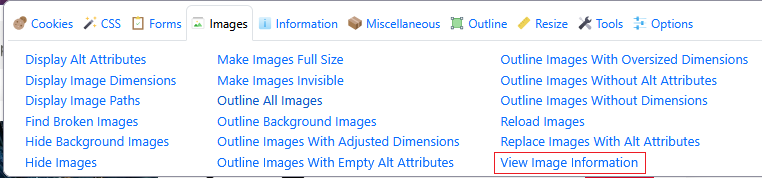 Cookies CSS Forms Images Information Miscellaneous Outline Resize Tools Options
Display Alt Attributes Make Images Full Size Outline Images With Oversized Dimensions
Display Image Dimensions Make Images Invisible Outline Images Without Alt Attributes
Display Image Paths Outline All Images Outline Images Without Dimensions
Find Broken Images Outline Background Images Reload Images
Hide Background Images Outline Images With Adjusted Dimensions Replace Images With Alt Attributes
Hide Images Outline Images With Empty Alt Attributes View Image Information